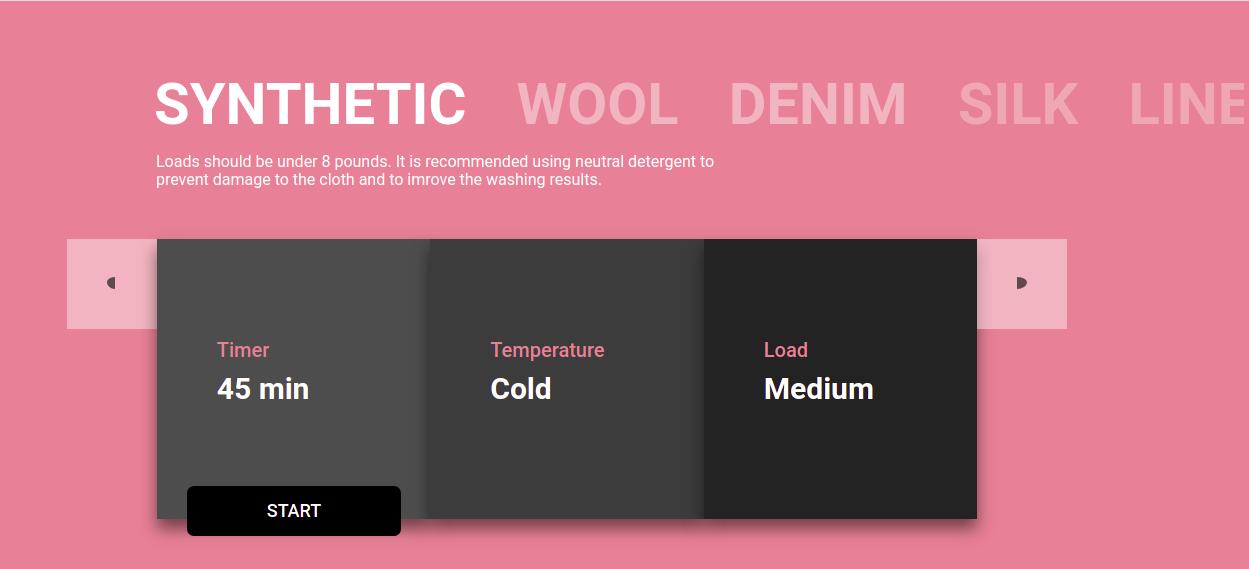 SYNTHETIC WOOL DENIM SILK LINE
Loads should be under 8 pounds. It is recommended using neutral detergent to
prevent damage to the cloth and to imrove the washing results.
Timer Temperature Load
45 min Cold Medium
START